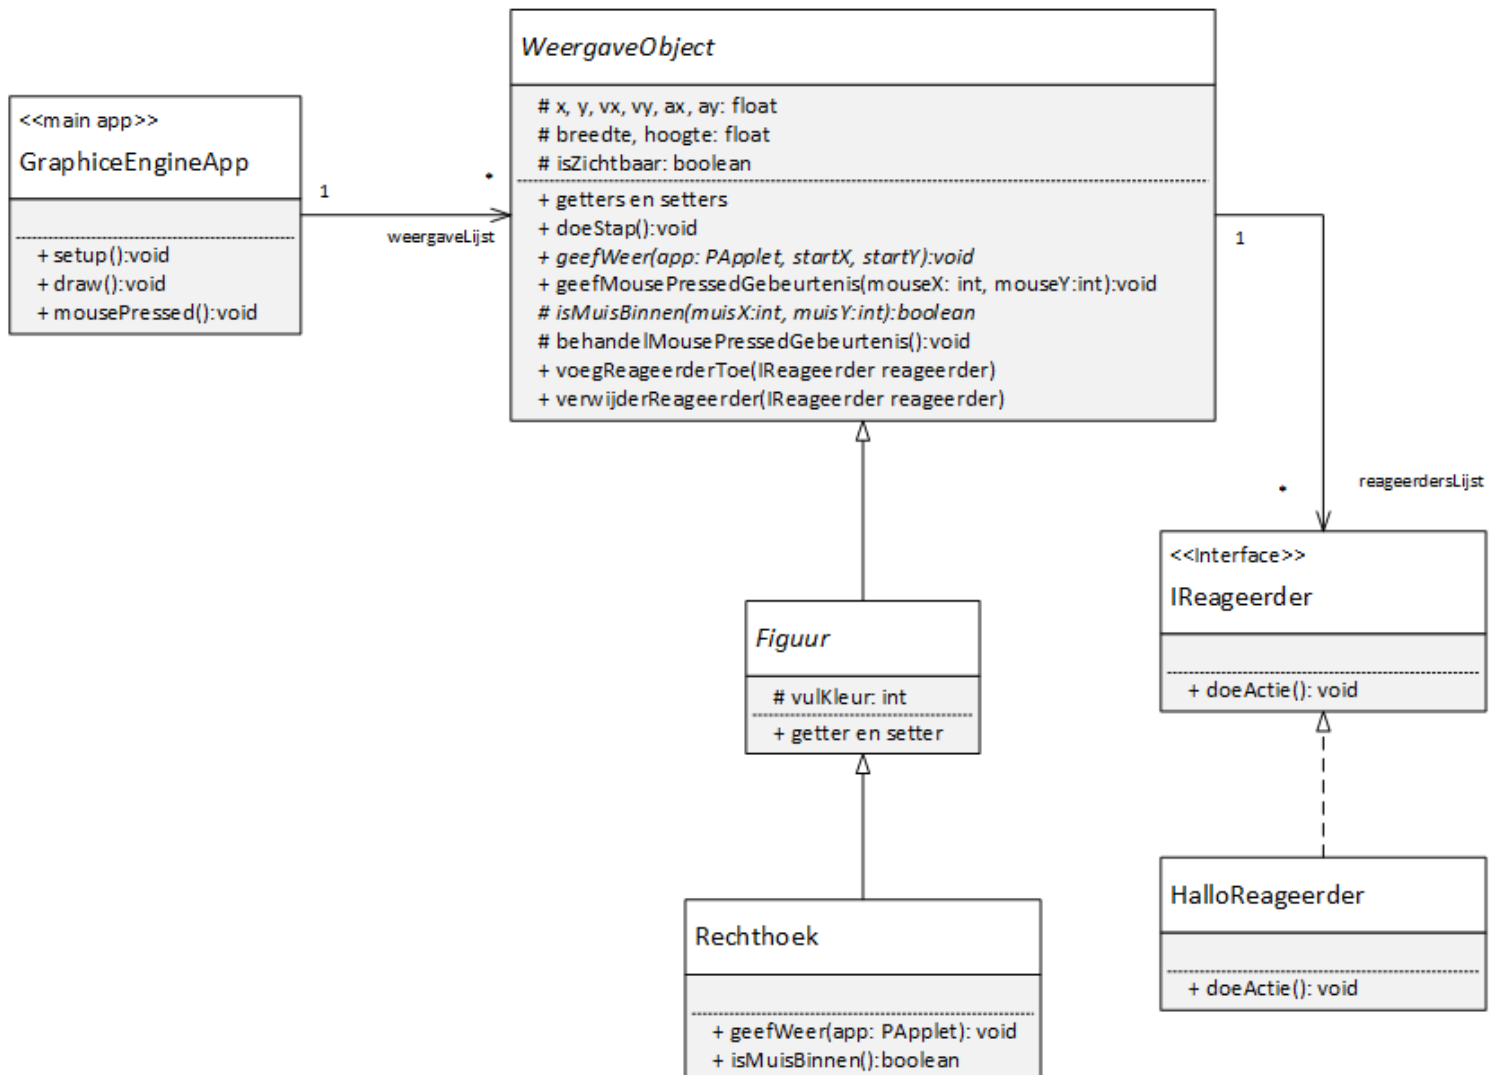 <<main app>>
GraphiceEngineApp
+ setup():void
+ draw():void
+ mousePressed():void
1
*
weergaveLijst
WeergaveObject
# x, y, vx, vy, ax, ay: float
# breedte, hoogte: float
# isZichtbaar: boolean
+ getters en setters
+ doeStap():void
+ geefWeer(app: PApplet, startX, startY):void
+ geefMousePressedGebeurtenis(mouseX: int, mouseY:int):void
# isMuisBinnen(muisX:int, muisY:int):boolean
# behandelMousePressedGebeurtenis():void
+ voegReageerderToe(IReageerder reageerder)
+ verwijderReageerder(IReageerder reageerder)
1
*
reageerdersLijst
<<Interface>>
IReageerder
+ doeActie(): void
Figuur
# vulKleur: int
+ getter en setter
HalloReageerder
+ doeActie(): void
Rechthoek
+ geefWeer(app: PApplet): void
+ isMuisBinnen():boolean